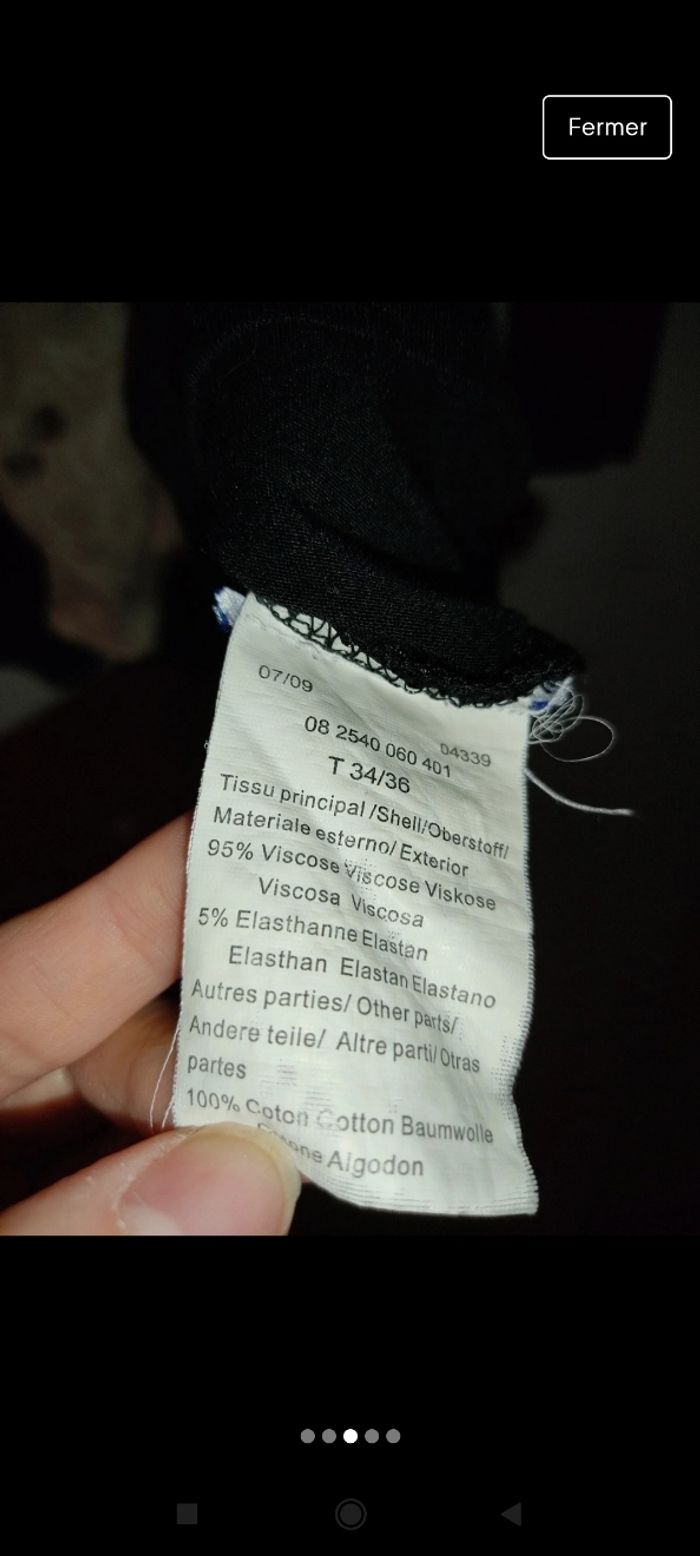 Fermer
07/09
08 2540 060 401 04339
T 34/36
Tissu principal /Shell/Oberstoff/
Materiale esterno/ Exterior
95% Viscose Viscose Viskose
Viscosa Viscosa
5% Elasthanne Elastan
Elasthan Elastan Elastano
Autres parties/ Other parts/
Andere teile/ Altre parti/ Otras
partes
100% Coton Cotton Baumwolle
Algodon